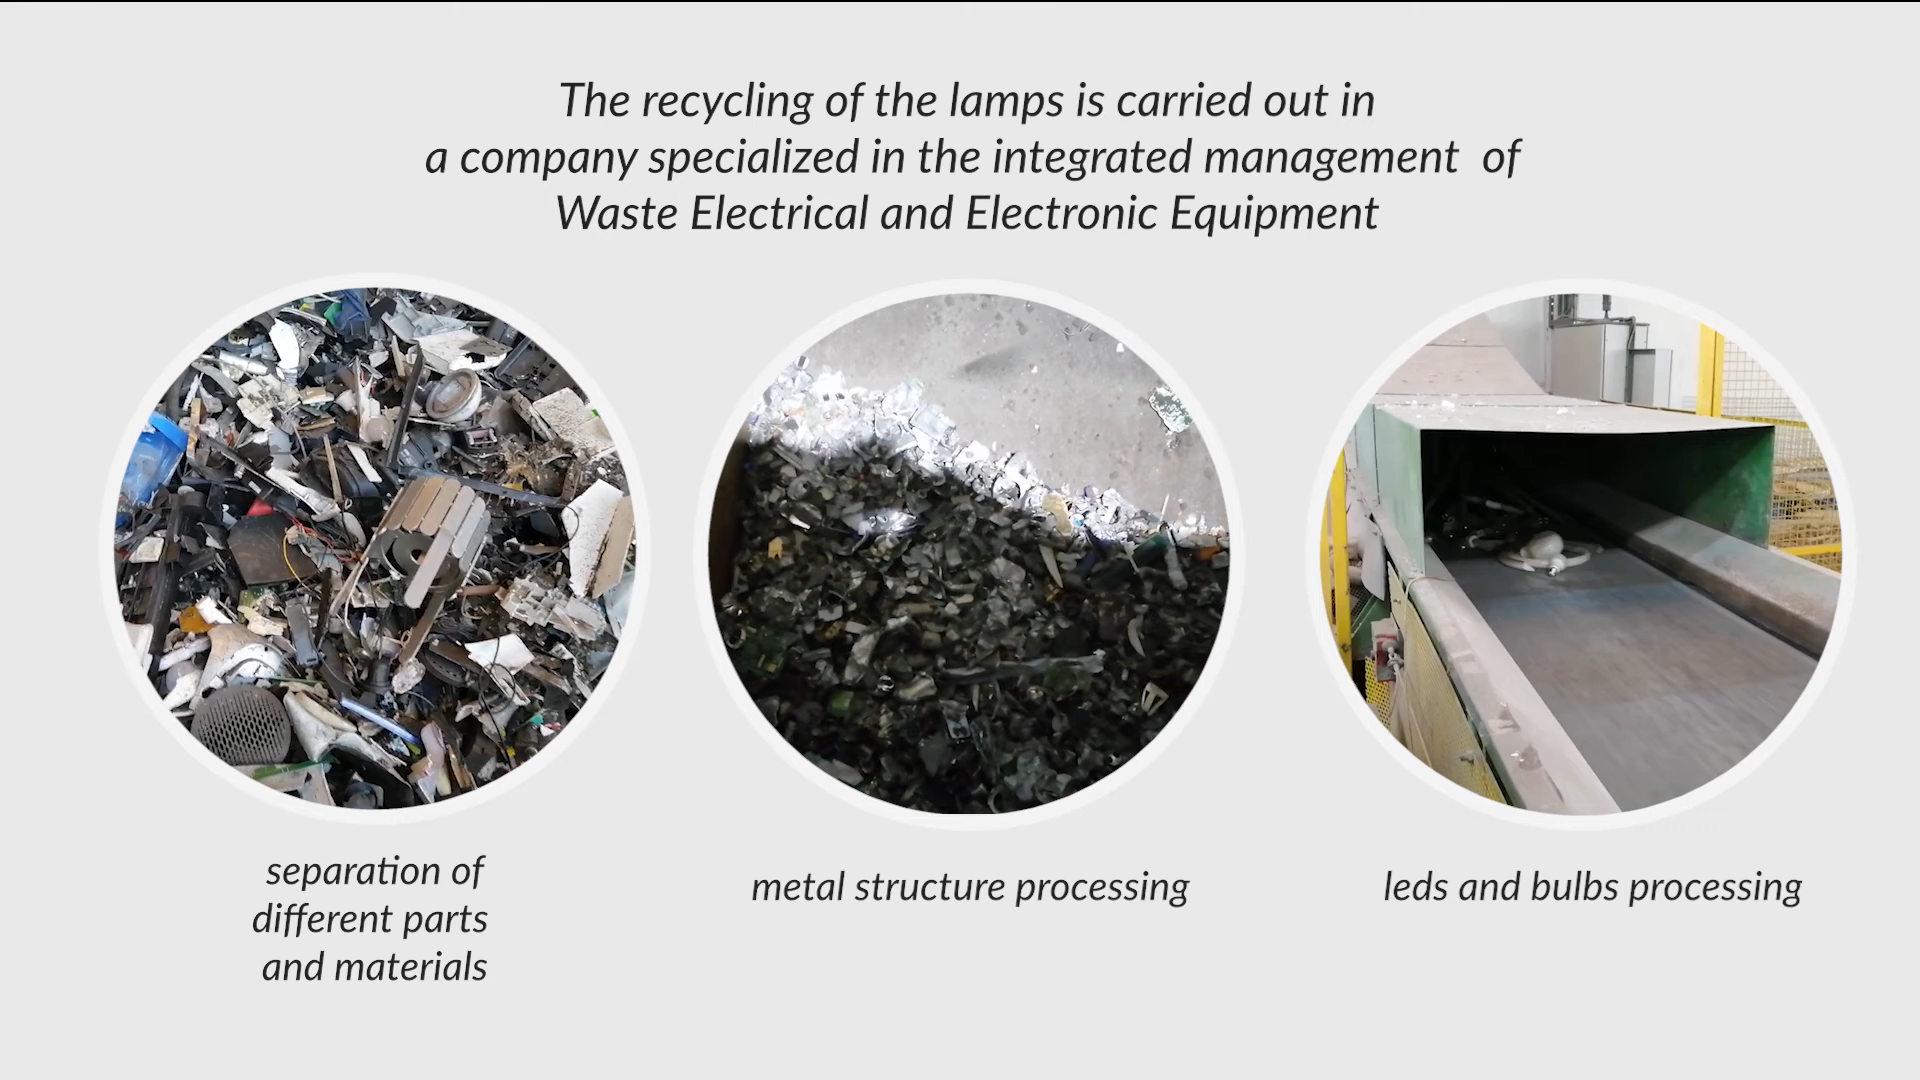 The recycling of the lamps is carried out in
a company specialized in the integrated management  of
Waste Electrical and Electronic Equipment
separation of
different parts
and materials
metal structure processing
leds and bulbs processing